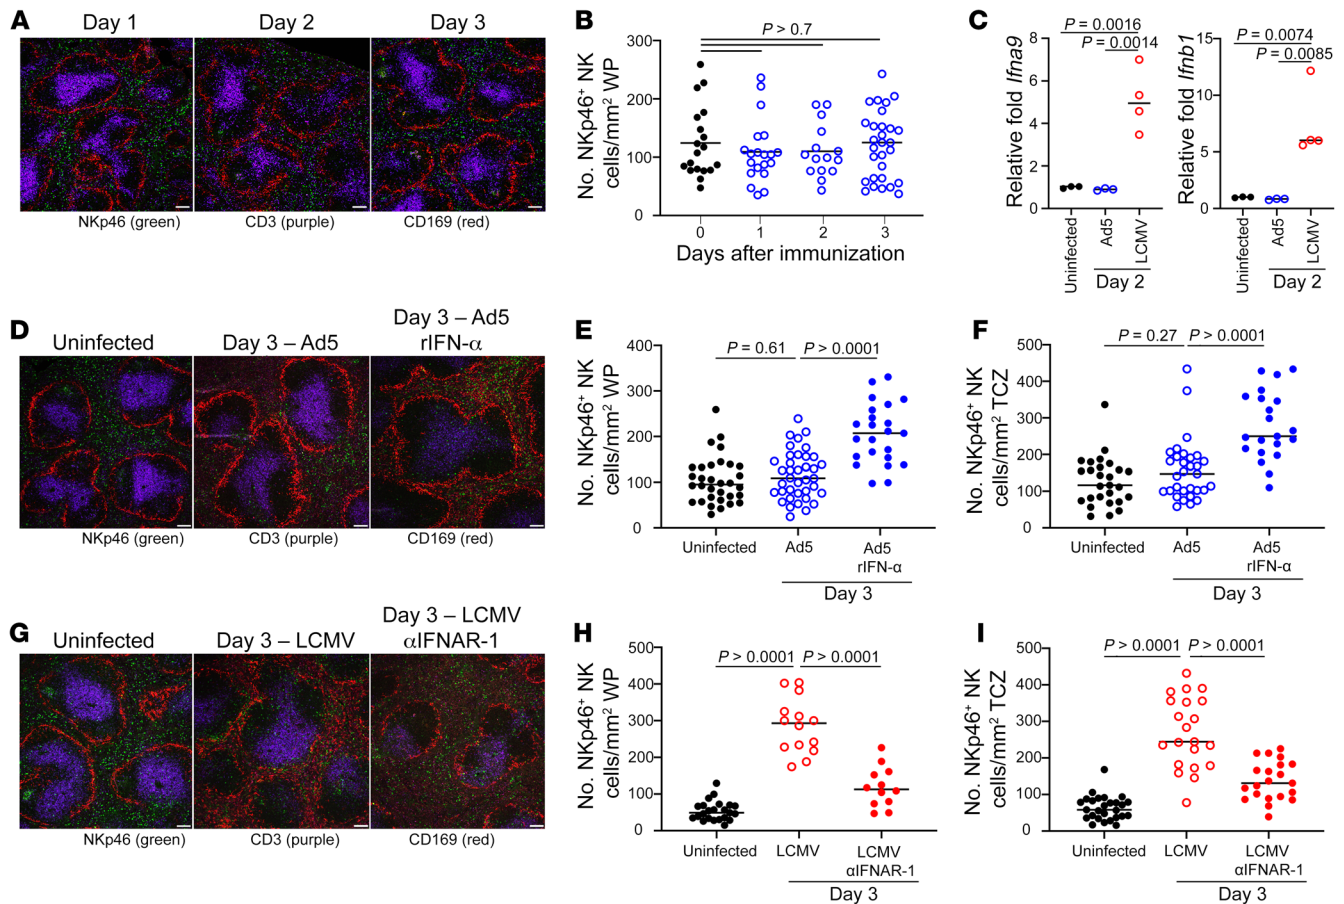 A
Day 1
Day 2
Day 3
NKp46 (green)
CD3 (purple)
CD169 (red)
B
No. NKp46+ NK
cells/mm2 WP
300
200
100
0
P > 0.7
0
1
2
3
Days after immunization
C
Relative fold Ifna9
8
6
4
2
0
P = 0.0016
P = 0.0014
Uninfected
Ad5
LCMV
Day 2
Relative fold Ifnb1
15
10
5
0
P = 0.0074
P = 0.0085
Uninfected
Ad5
LCMV
Day 2
D
Uninfected
Day 3 – Ad5
Day 3 – Ad5
rIFN-α
NKp46 (green)
CD3 (purple)
CD169 (red)
E
No. NKp46+ NK
cells/mm2 WP
400
300
200
100
0
P = 0.61
P > 0.0001
Uninfected
Ad5
Ad5
rIFN-α
Day 3
F
No. NKp46+ NK
cells/mm2 TCZ
500
400
300
200
100
0
P = 0.27
P > 0.0001
Uninfected
Ad5
Ad5
rIFN-α
Day 3
G
Uninfected
Day 3 – LCMV
Day 3 – LCMV
αIFNAR-1
NKp46 (green)
CD3 (purple)
CD169 (red)
H
No. NKp46+ NK
cells/mm2 WP
500
400
300
200
100
0
P > 0.0001
P > 0.0001
Uninfected
LCMV
LCMV
αIFNAR-1
Day 3
I
No. NKp46+ NK
cells/mm2 TCZ
500
400
300
200
100
0
P > 0.0001
P > 0.0001
Uninfected
LCMV
LCMV
αIFNAR-1
Day 3